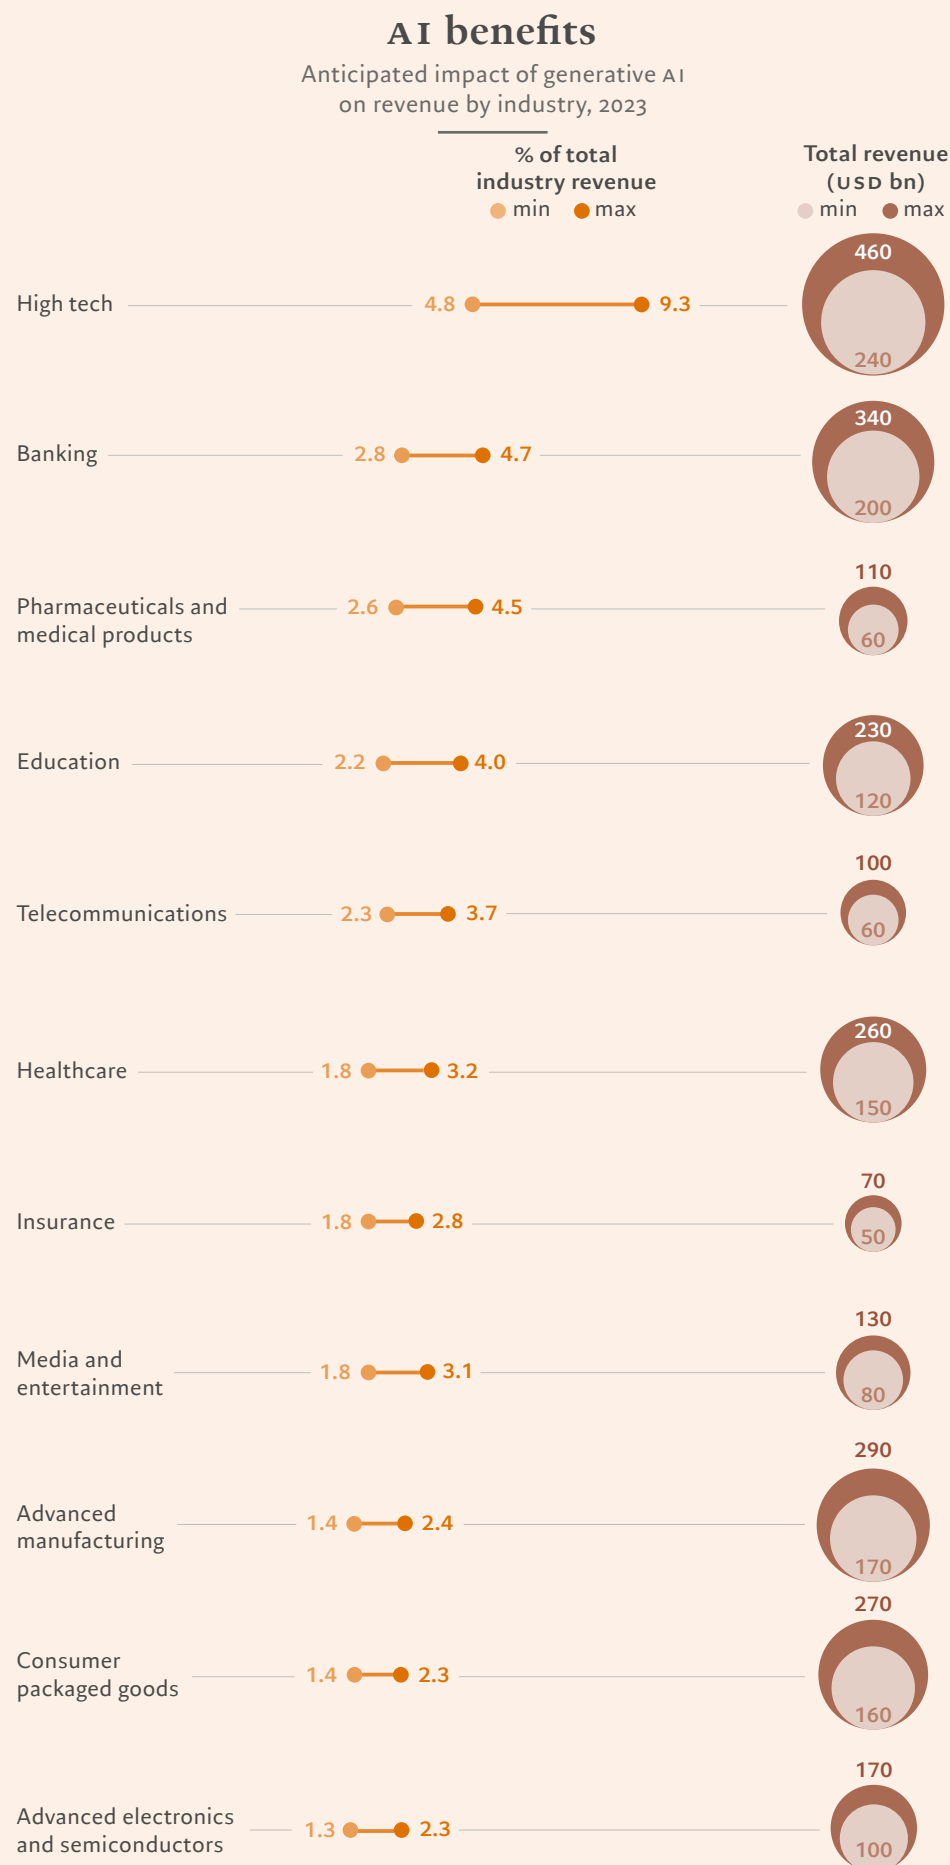 AI benefits
Anticipated impact of generative AI
on revenue by industry, 2023
% of total
industry revenue
min max
Total revenue
(USD bn)
min max
High tech 4.8 9.3 460
240
Banking 2.8 4.7 340
200
Pharmaceuticals and
medical products
2.6 4.5 110
60
Education 2.2 4.0 230
120
Telecommunications 2.3 3.7 100
60
Healthcare 1.8 3.2 260
150
Insurance 1.8 2.8 70
50
Media and
entertainment
1.8 3.1 130
80
Advanced
manufacturing
1.4 2.4 290
170
Consumer
packaged goods
1.4 2.3 270
160
Advanced electronics
and semiconductors
1.3 2.3 170
100